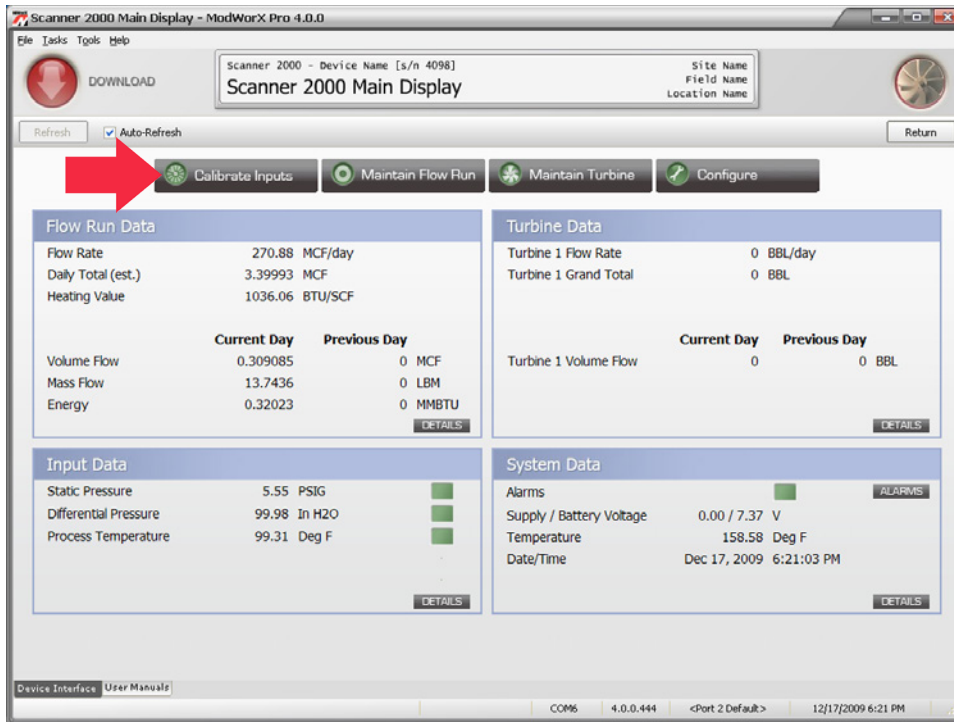 Scanner 2000 Main Display - ModWorX Pro 4.0.0
File Tasks Tools Help
DOWNLOAD
Scanner 2000 - Device Name [s/n 4098]
Scanner 2000 Main Display
Site Name
Field Name
Location Name
Refresh Auto-Refresh Return
Calibrate Inputs Maintain Flow Run Maintain Turbine Configure
Flow Run Data
Flow Rate 270.88 MCF/day
Daily Total (est.) 3.39993 MCF
Heating Value 1036.06 BTU/SCF
Current Day Previous Day
Volume Flow 0.309085 0 MCF
Mass Flow 13.7436 0 LBM
Energy 0.32023 0 MMBTU
DETAILS
Turbine Data
Turbine 1 Flow Rate 0 BBL/day
Turbine 1 Grand Total 0 BBL
Current Day Previous Day
Turbine 1 Volume Flow 0 0 BBL
DETAILS
Input Data
Static Pressure 5.55 PSIG
Differential Pressure 99.98 In H2O
Process Temperature 99.31 Deg F
DETAILS
System Data
Alarms ALARMS
Supply / Battery Voltage 0.00 / 7.37 V
Temperature 158.58 Deg F
Date/Time Dec 17, 2009 6:21:03 PM
DETAILS
Device Interface User Manuals
COM6 4.0.0.444 <Port 2 Default> 12/17/2009 6:21 PM